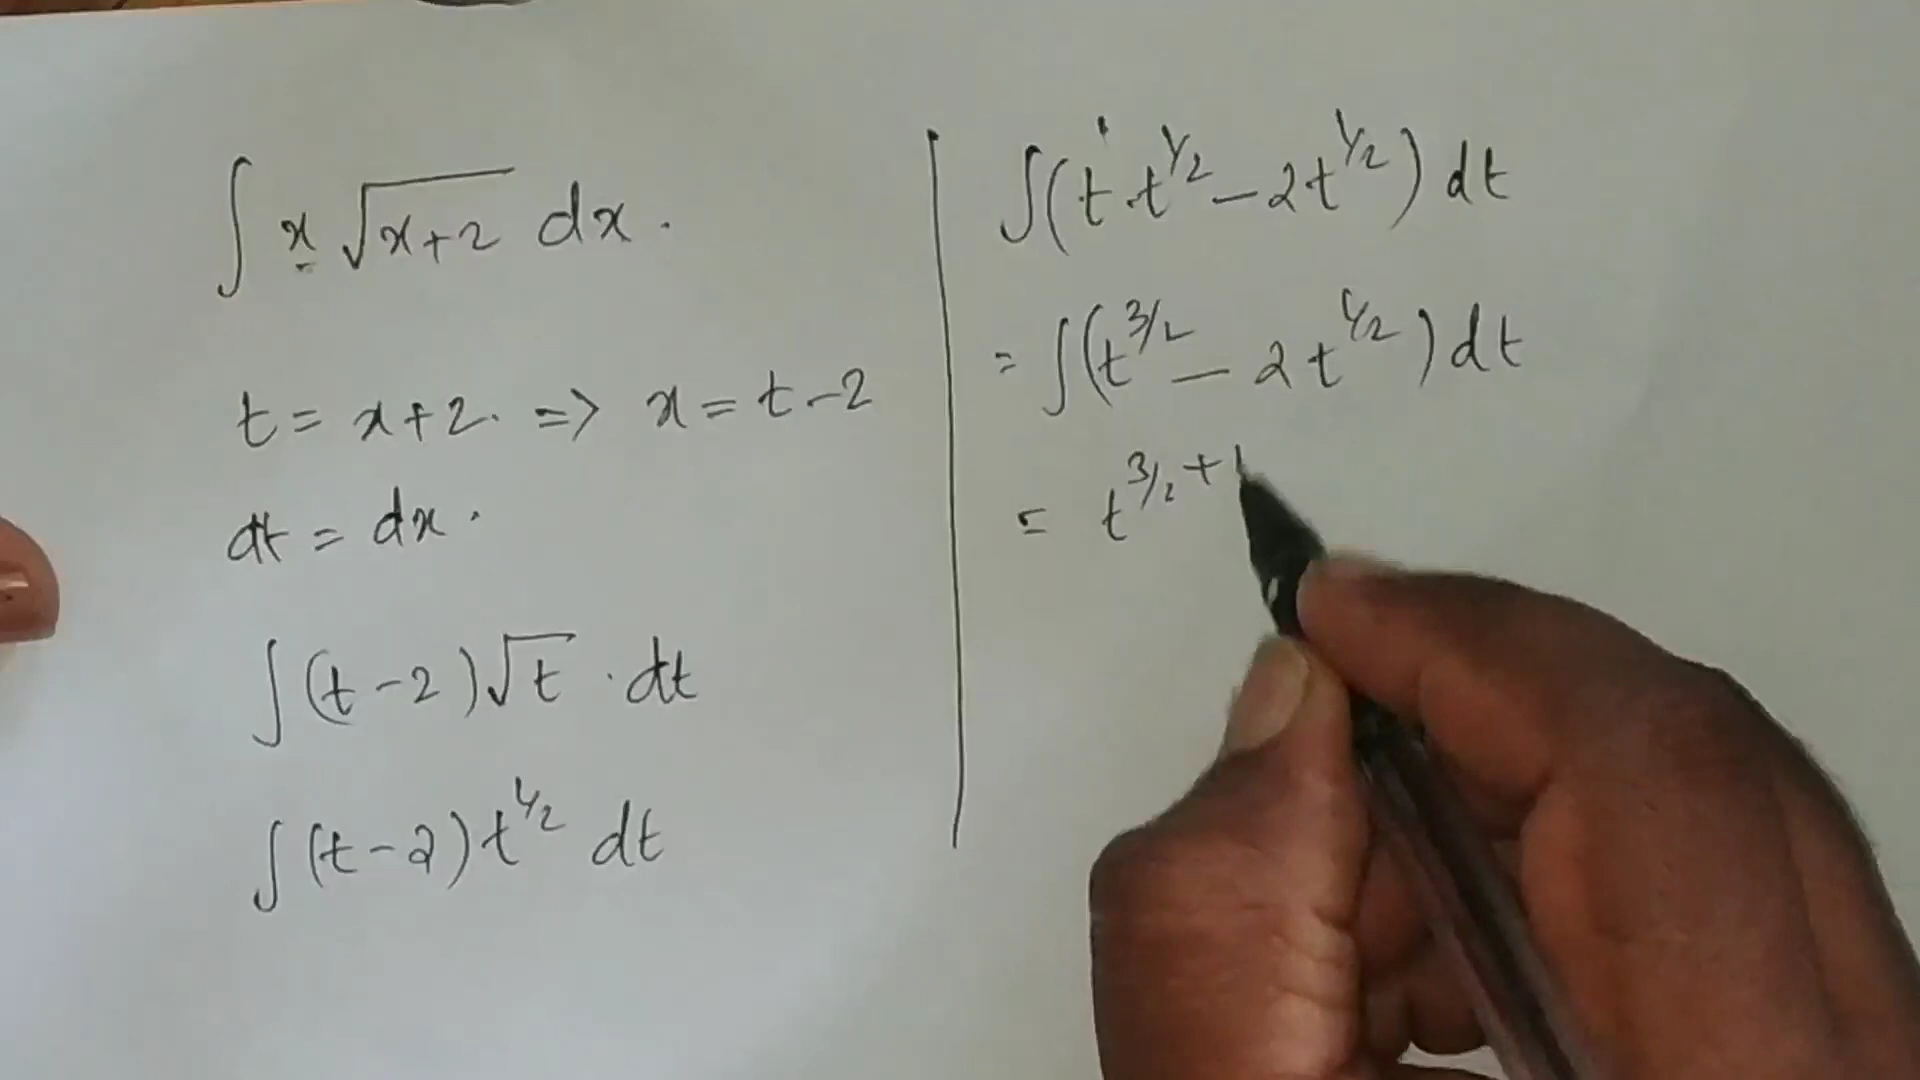 ∫ x √(x+2) dx.
t = x+2. => x = t-2
dt = dx.
∫ (t-2)√t . dt
∫ (t-2) t^1/2 dt
∫ (t . t^1/2 - 2t^1/2) dt
= ∫ (t^3/2 - 2t^1/2) dt
= t^3/2 + 1